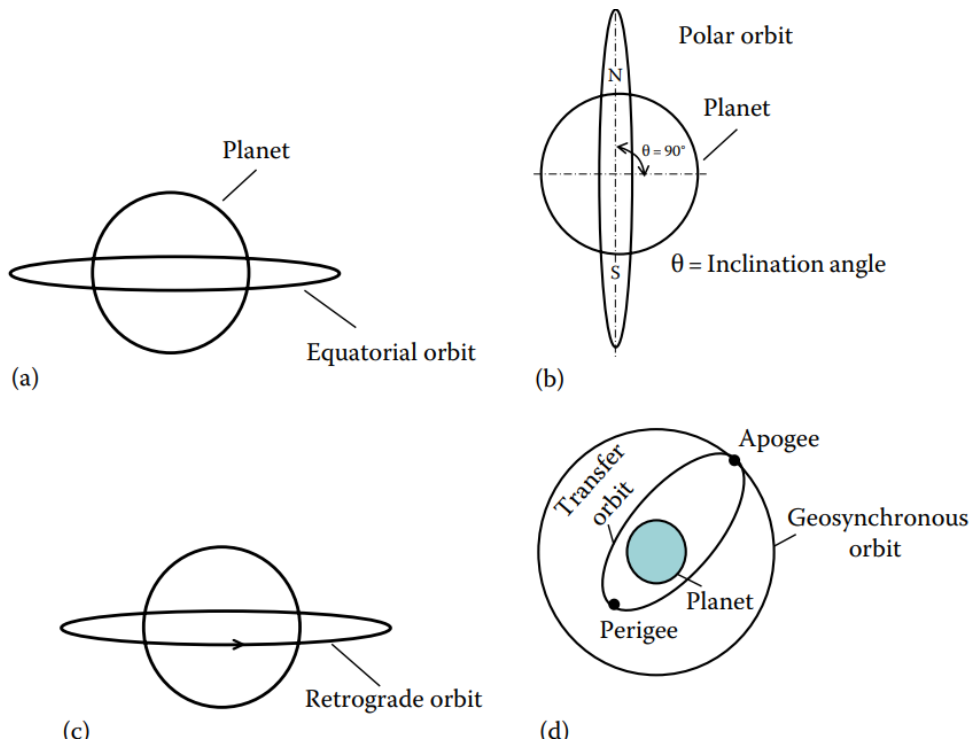 Planet
Equatorial orbit
(a)
Polar orbit
N
Planet
θ = 90°
S
θ = Inclination angle
(b)
Retrograde orbit
(c)
Apogee
Transfer
orbit
Geosynchronous
orbit
Planet
Perigee
(d)